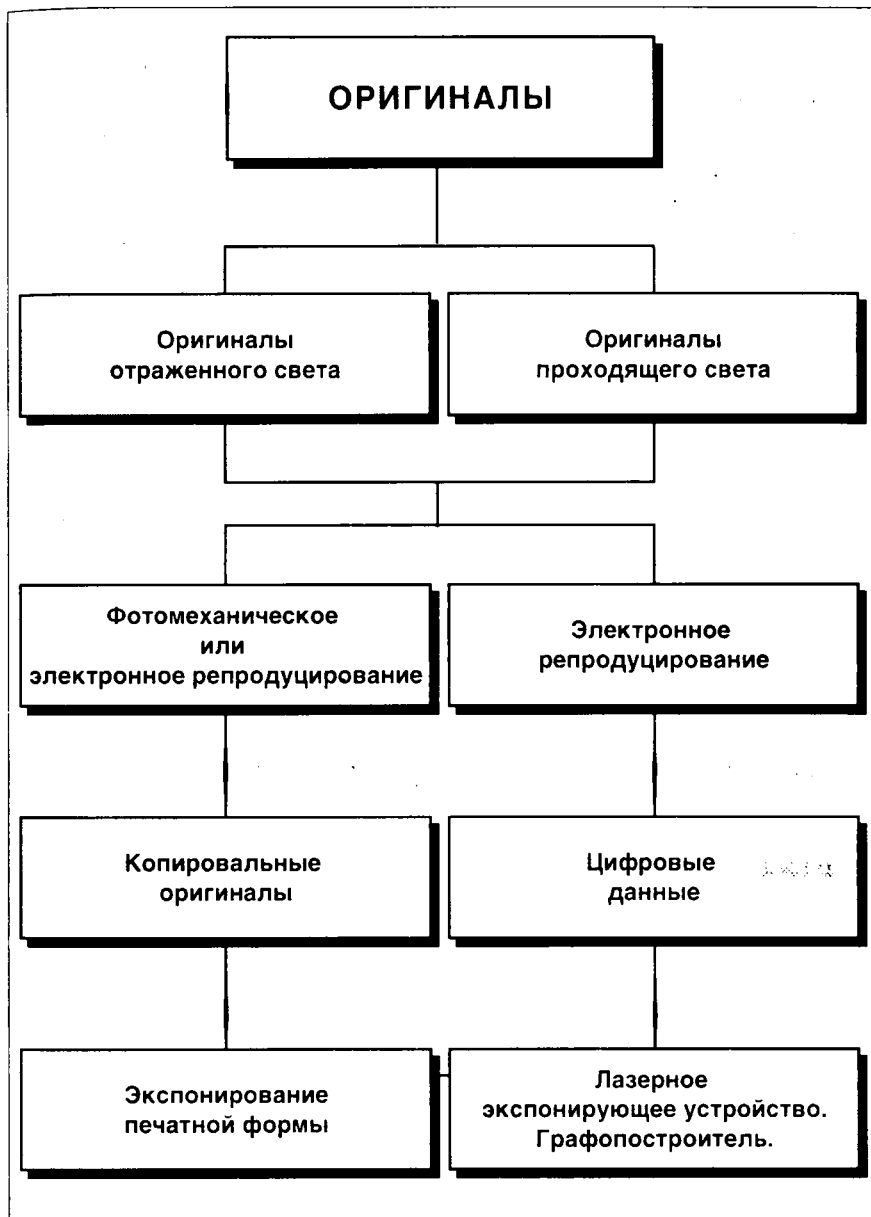 ОРИГИНАЛЫ
Оригиналы
отраженного света
Оригиналы
проходящего света
Фотомеханическое
или
электронное репродуцирование
Электронное
репродуцирование
Копировальные
оригиналы
Цифровые
данные
Экспонирование
печатной формы
Лазерное
экспонирующее устройство.
Графопостроитель.